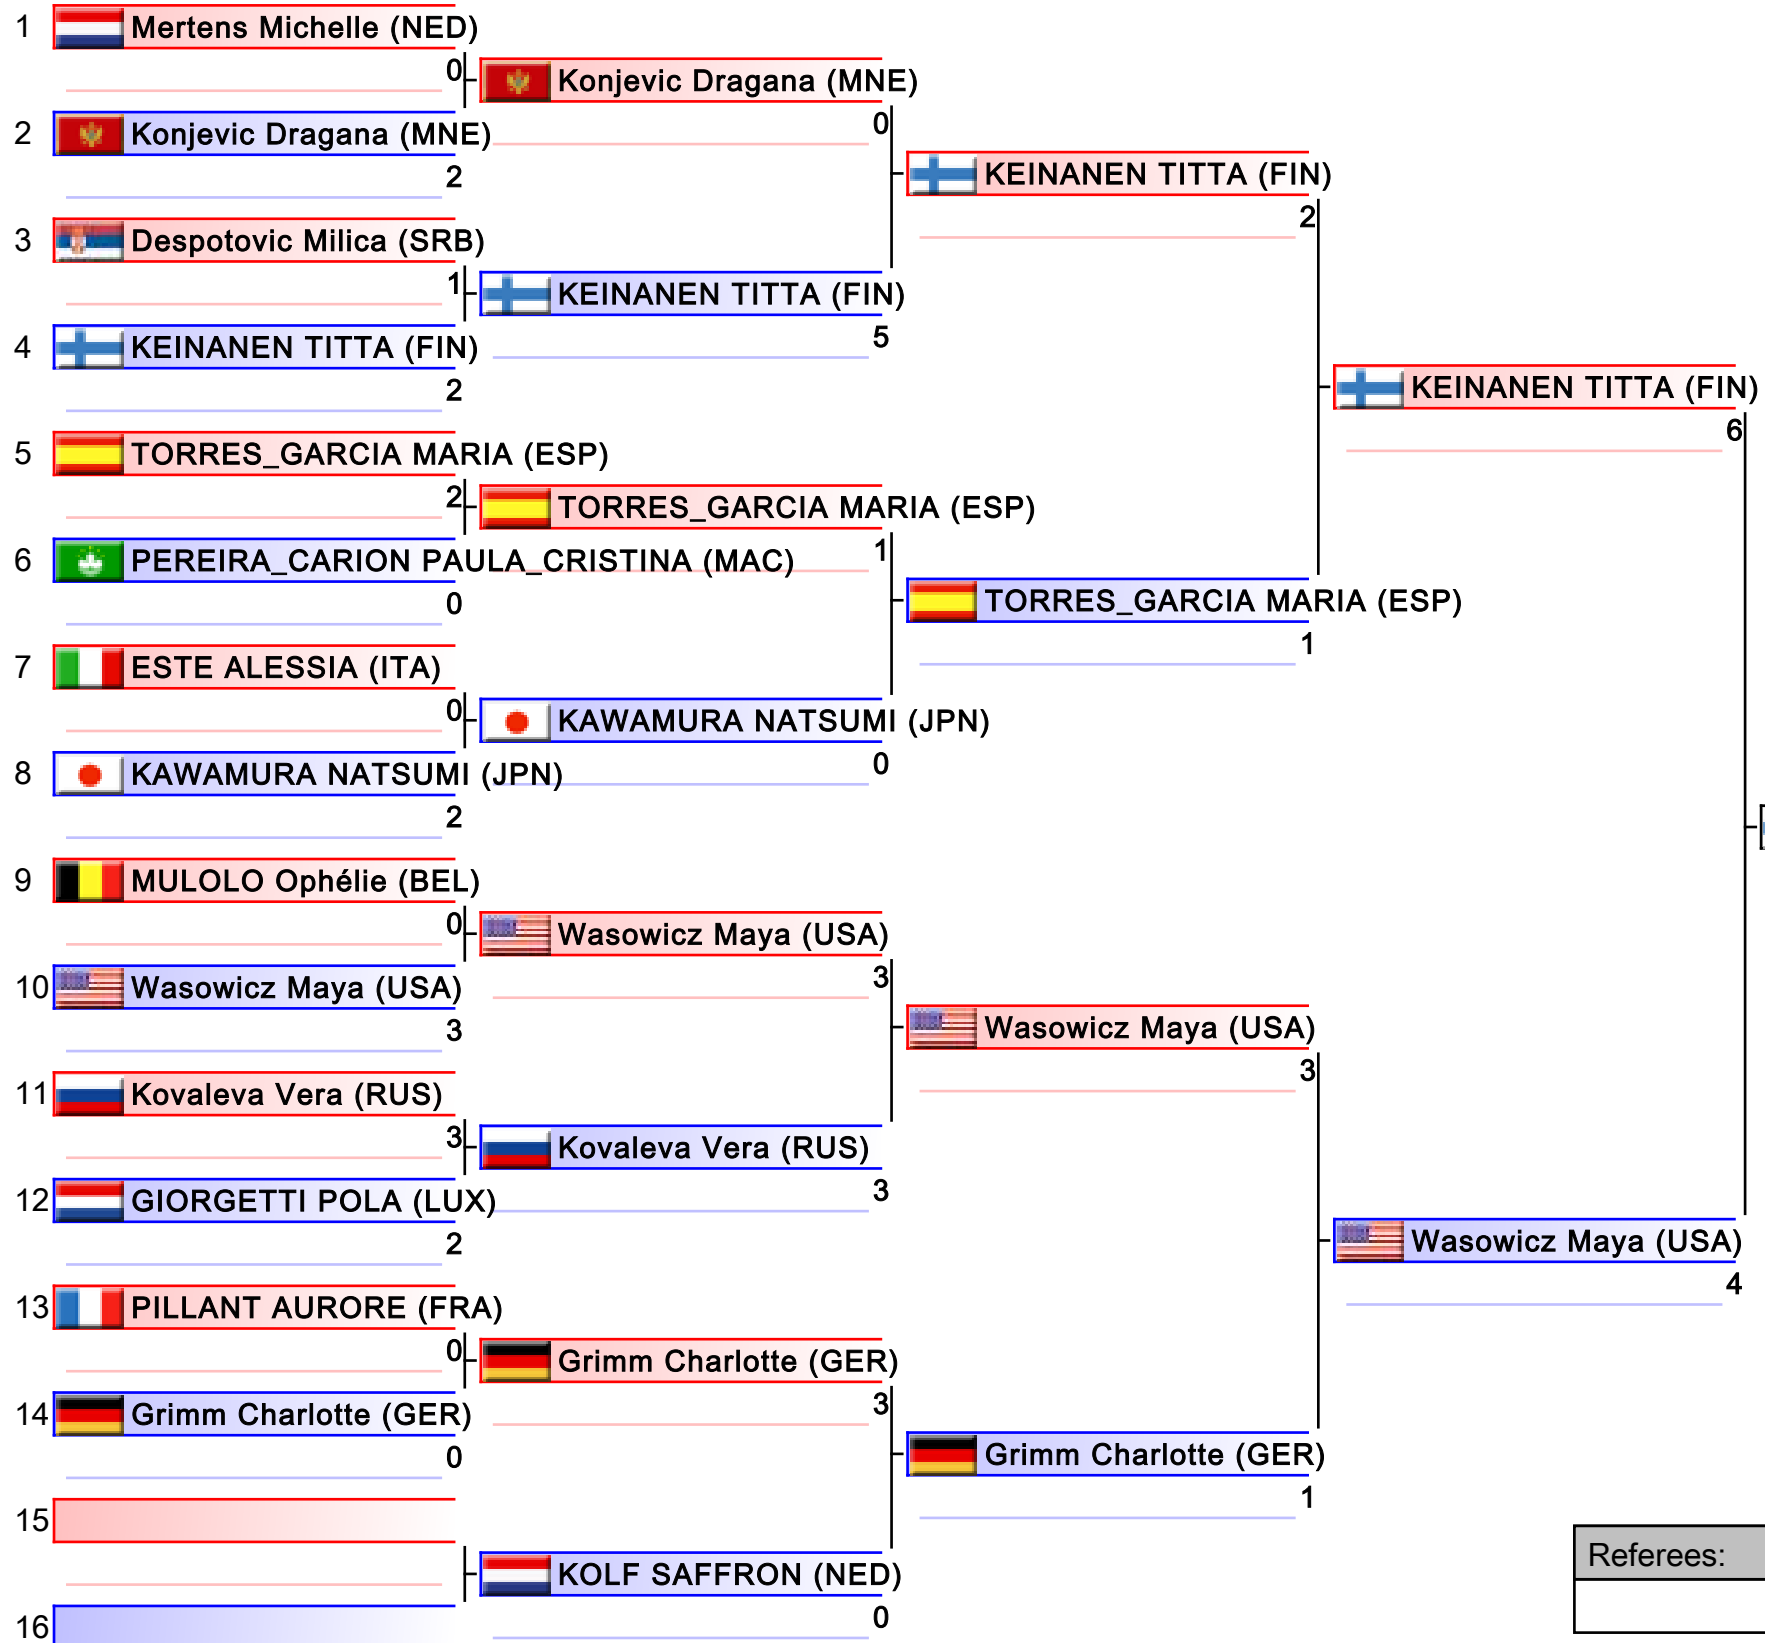 1 Mertens Michelle (NED)
0
Konjevic Dragana (MNE)
0
2 Konjevic Dragana (MNE)
2
KEINANEN TITTA (FIN)
2
3 Despotovic Milica (SRB)
1
KEINANEN TITTA (FIN)
5
4 KEINANEN TITTA (FIN)
2
KEINANEN TITTA (FIN)
6
5 TORRES_GARCIA MARIA (ESP)
2
TORRES_GARCIA MARIA (ESP)
1
6 PEREIRA_CARION PAULA_CRISTINA (MAC)
0
TORRES_GARCIA MARIA (ESP)
1
7 ESTE ALESSIA (ITA)
0
KAWAMURA NATSUMI (JPN)
0
8 KAWAMURA NATSUMI (JPN)
2
9 MULOLO Ophélie (BEL)
0
Wasowicz Maya (USA)
3
10 Wasowicz Maya (USA)
3
Wasowicz Maya (USA)
3
11 Kovaleva Vera (RUS)
3
Kovaleva Vera (RUS)
3
12 GIORGETTI POLA (LUX)
2
Wasowicz Maya (USA)
4
13 PILLANT AURORE (FRA)
0
Grimm Charlotte (GER)
3
14 Grimm Charlotte (GER)
0
Grimm Charlotte (GER)
1
15
KOLF SAFFRON (NED)
0
16
Referees: